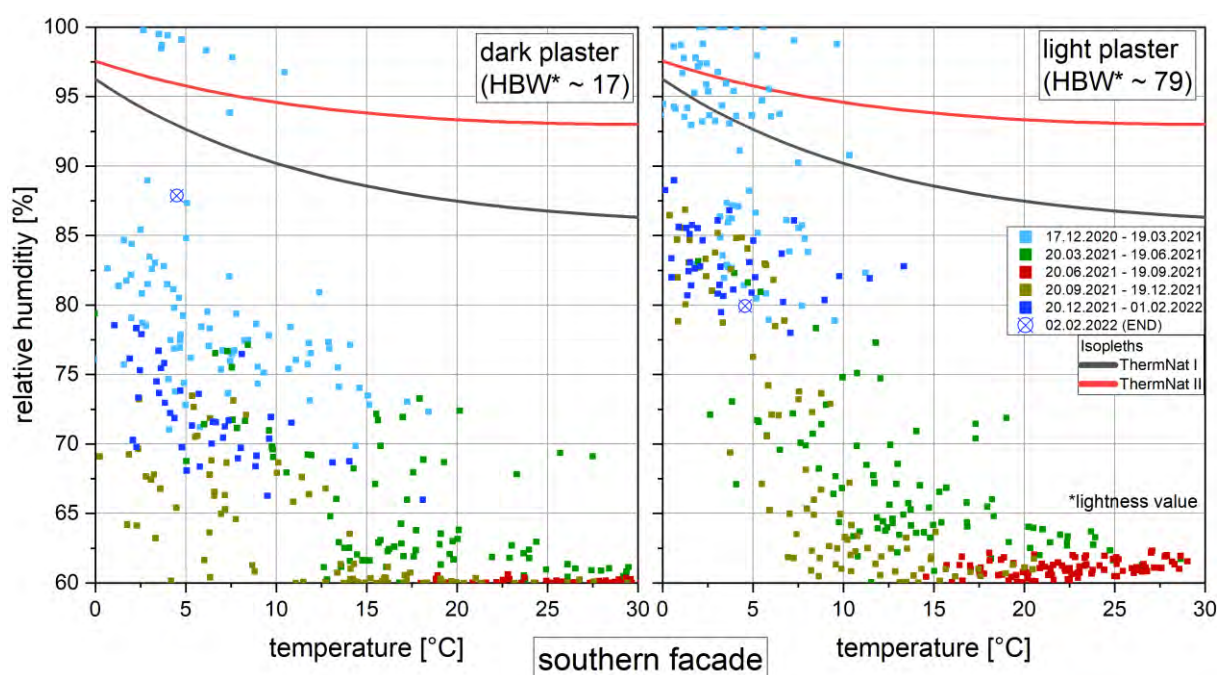 relative humditiy [%]
100
95
90
85
80
75
70
65
60
dark plaster
(HBW* ~ 17)
0
5
10
15
20
25
30
temperature [°C]
light plaster
(HBW* ~ 79)
17.12.2020 - 19.03.2021
20.03.2021 - 19.06.2021
20.06.2021 - 19.09.2021
20.09.2021 - 19.12.2021
20.12.2021 - 01.02.2022
02.02.2022 (END)
Isopleths
ThermNat I
ThermNat II
*lightness value
0
5
10
15
20
25
30
temperature [°C]
southern facade